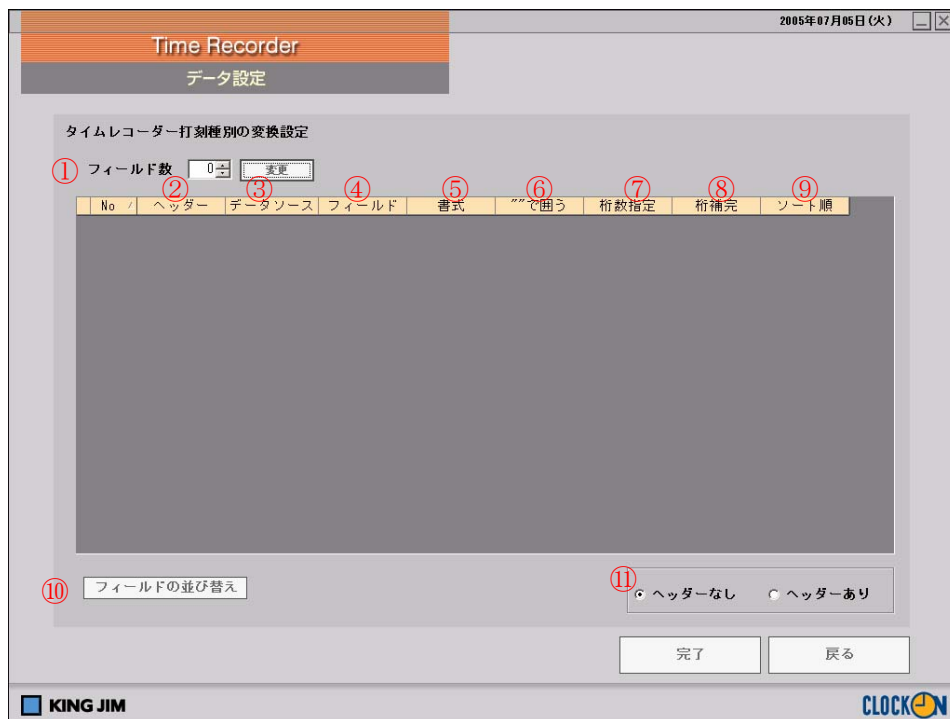 2005年07月05日(火)
Time Recorder
データ設定
タイムレコーダー打刻種別の変換設定
① フィールド数 0 変更
② ③ ④ ⑤ ⑥ ⑦ ⑧ ⑨
No ヘッダー データソース フィールド 書式 ""で囲う 桁数指定 桁補完 ソート順
⑩ フィールドの並び替え
⑪ ヘッダーなし ヘッダーあり
完了 戻る
KING JIM CLOCK ON